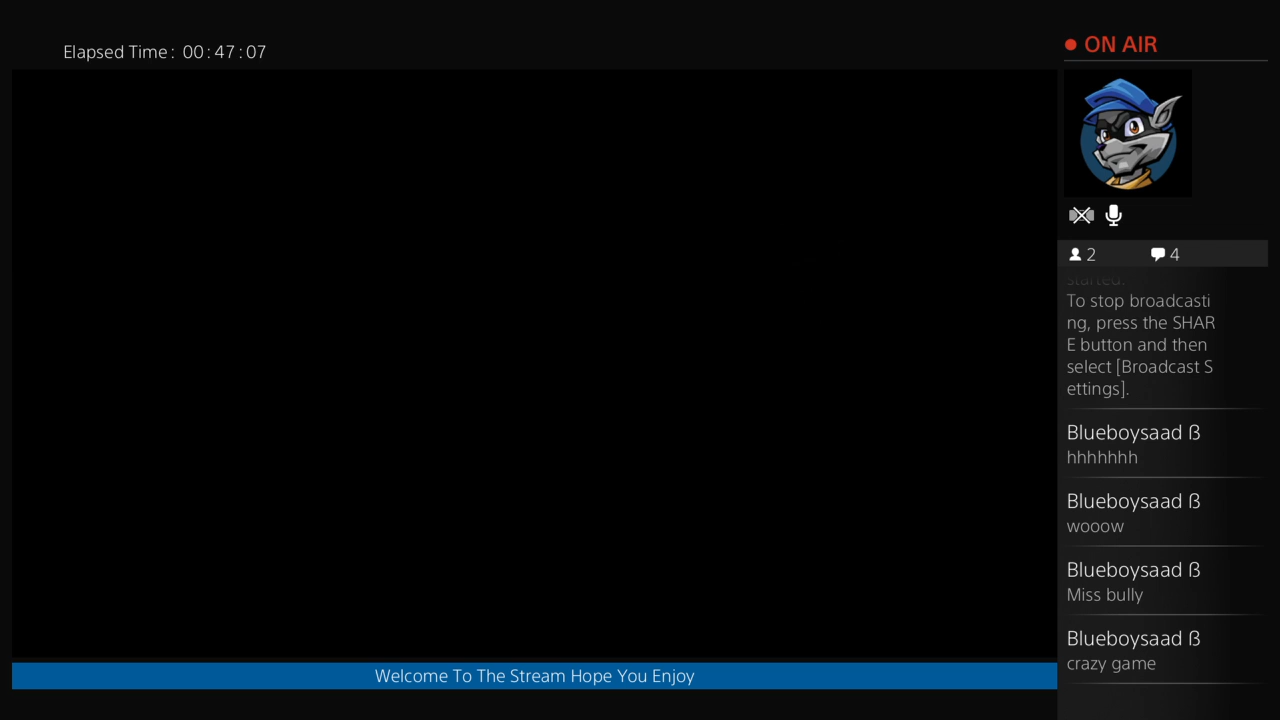 Elapsed Time: 00:47:07
ON AIR
2
4
started.
To stop broadcasti
ng, press the SHAR
E button and then
select [Broadcast S
ettings].
Blueboysaad ß
hhhhhhh
Blueboysaad ß
wooow
Blueboysaad ß
Miss bully
Blueboysaad ß
crazy game
Welcome To The Stream Hope You Enjoy